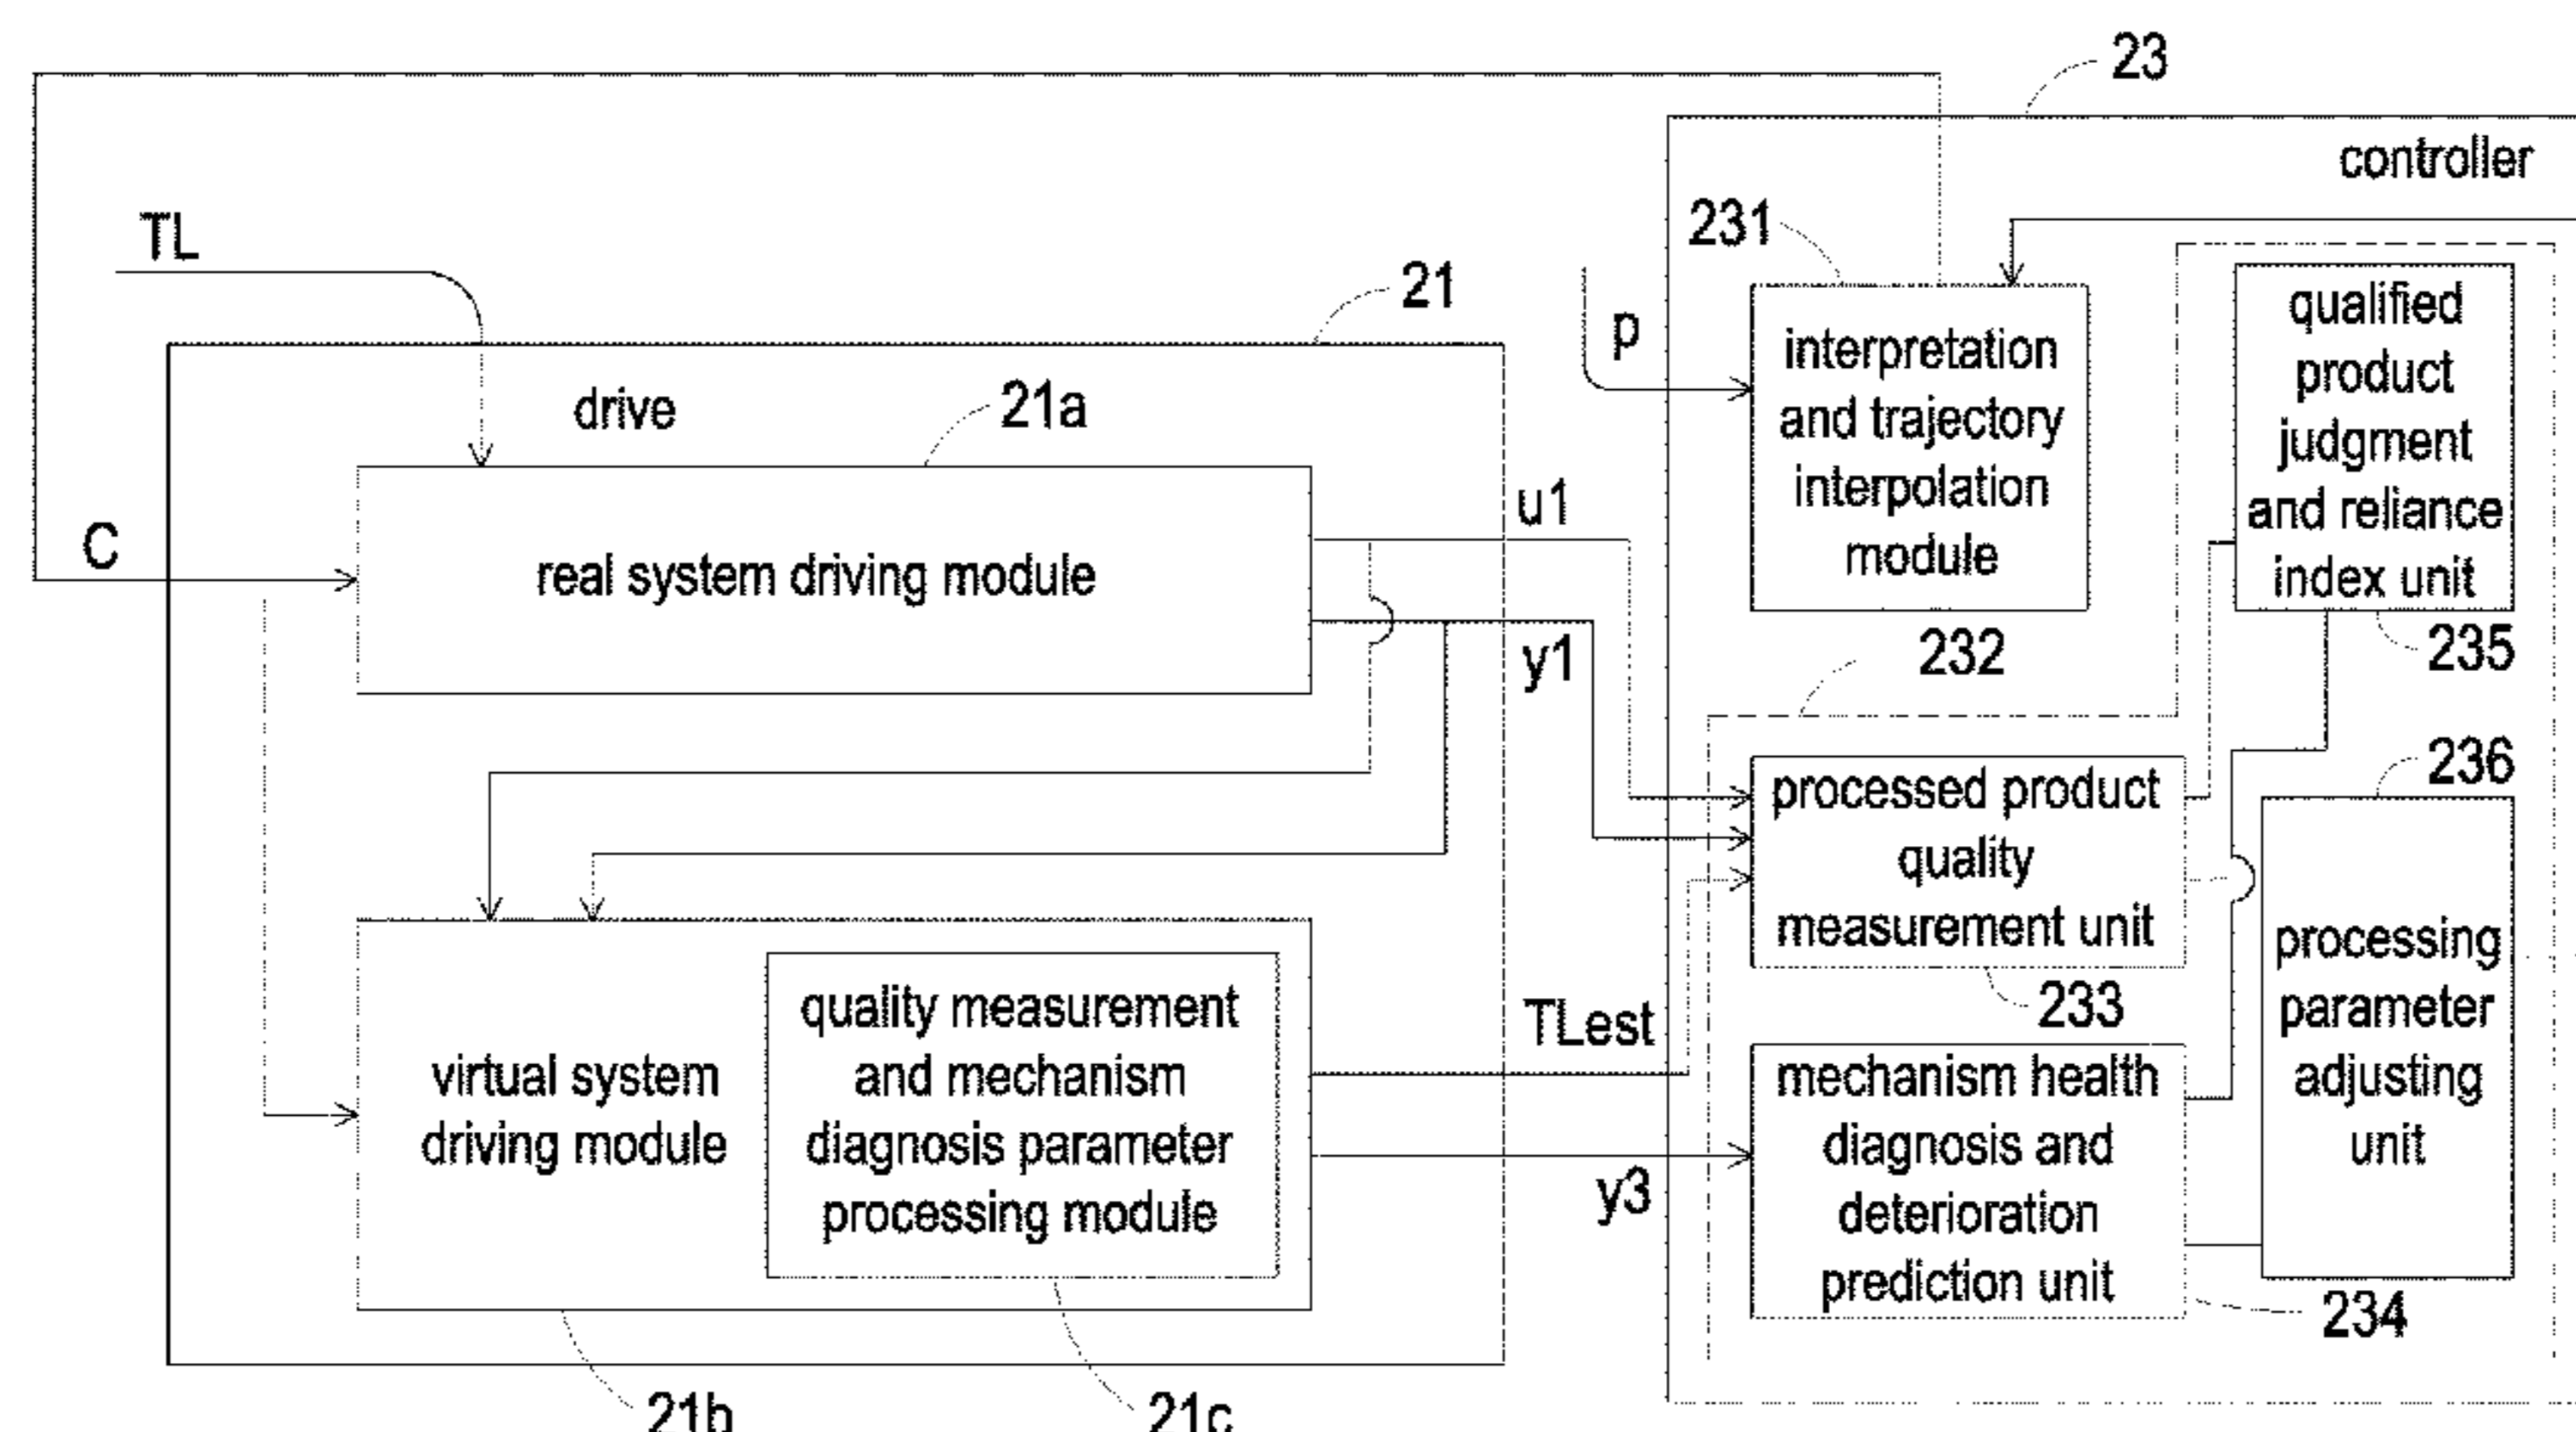 23
controller
TL
231
21
p
interpretation
and trajectory
interpolation
module
qualified
product
judgment
and reliance
index unit
drive
21a
u1
C
real system driving module
y1
232
235
236
processed product
quality
measurement unit
processing
parameter
adjusting
unit
233
TLest
quality measurement
and mechanism
diagnosis parameter
processing module
virtual system
driving module
mechanism health
diagnosis and
deterioration
prediction unit
y3
234
21b
21c